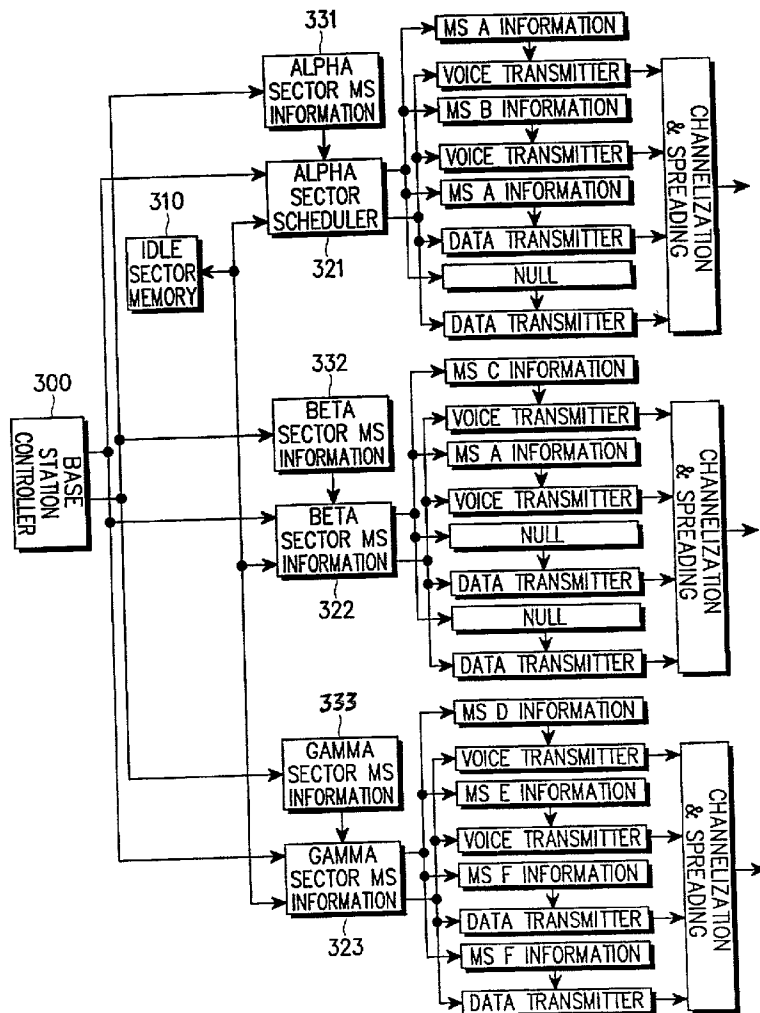 331
ALPHA
SECTOR MS
INFORMATION
ALPHA
SECTOR
SCHEDULER
321
310
IDLE
SECTOR
MEMORY
300
BASE
STATION
CONTROLLER
MS A INFORMATION
VOICE TRANSMITTER
MS B INFORMATION
VOICE TRANSMITTER
MS A INFORMATION
DATA TRANSMITTER
NULL
DATA TRANSMITTER
CHANNELIZATION
& SPREADING
332
BETA
SECTOR MS
INFORMATION
BETA
SECTOR MS
INFORMATION
322
MS C INFORMATION
VOICE TRANSMITTER
MS A INFORMATION
VOICE TRANSMITTER
NULL
DATA TRANSMITTER
NULL
DATA TRANSMITTER
CHANNELIZATION
& SPREADING
333
GAMMA
SECTOR MS
INFORMATION
GAMMA
SECTOR MS
INFORMATION
323
MS D INFORMATION
VOICE TRANSMITTER
MS E INFORMATION
VOICE TRANSMITTER
MS F INFORMATION
DATA TRANSMITTER
MS F INFORMATION
DATA TRANSMITTER
CHANNELIZATION
& SPREADING